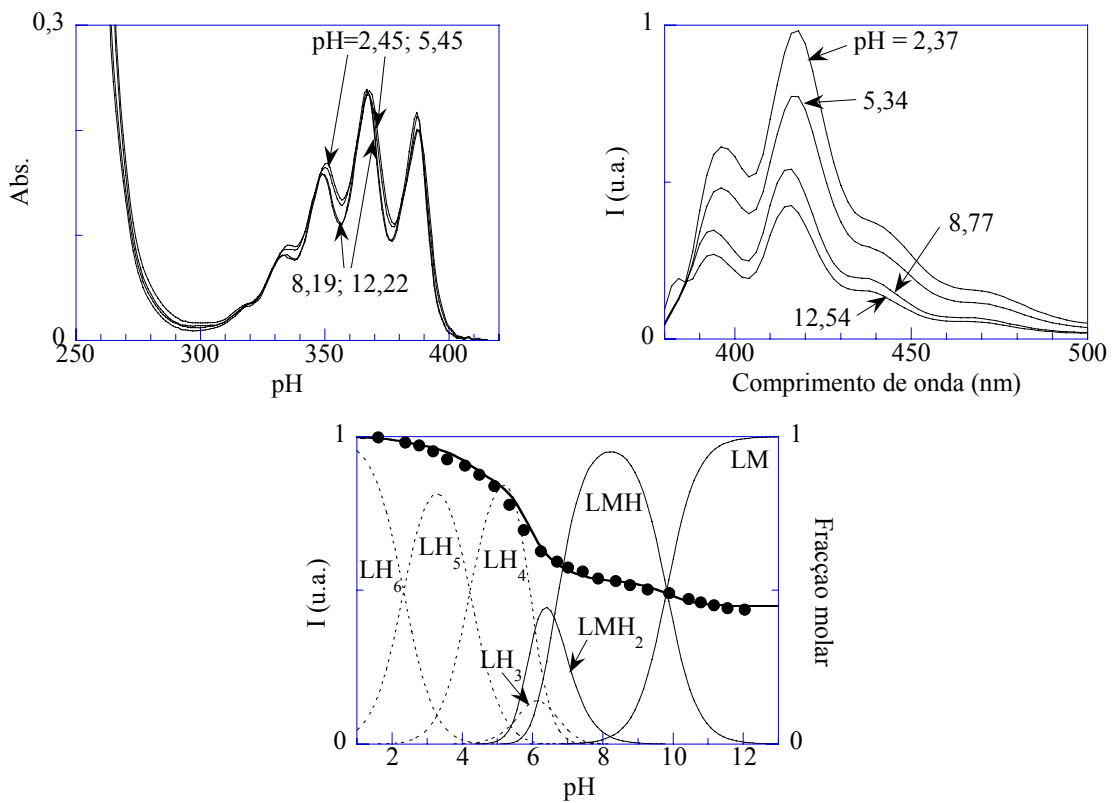 0,3
pH=2,45; 5,45
Abs.
8,19; 12,22
0
250 300 350 400
pH
1
pH = 2,37
5,34
I (u.a.)
8,77
12,54
0
400 450 500
Comprimento de onda (nm)
1 1
LM
LMH
LH5
LH4
LH6
I (u.a.)
Fracçao molar
LMH2
LH3
0 0
2 4 6 8 10 12
pH